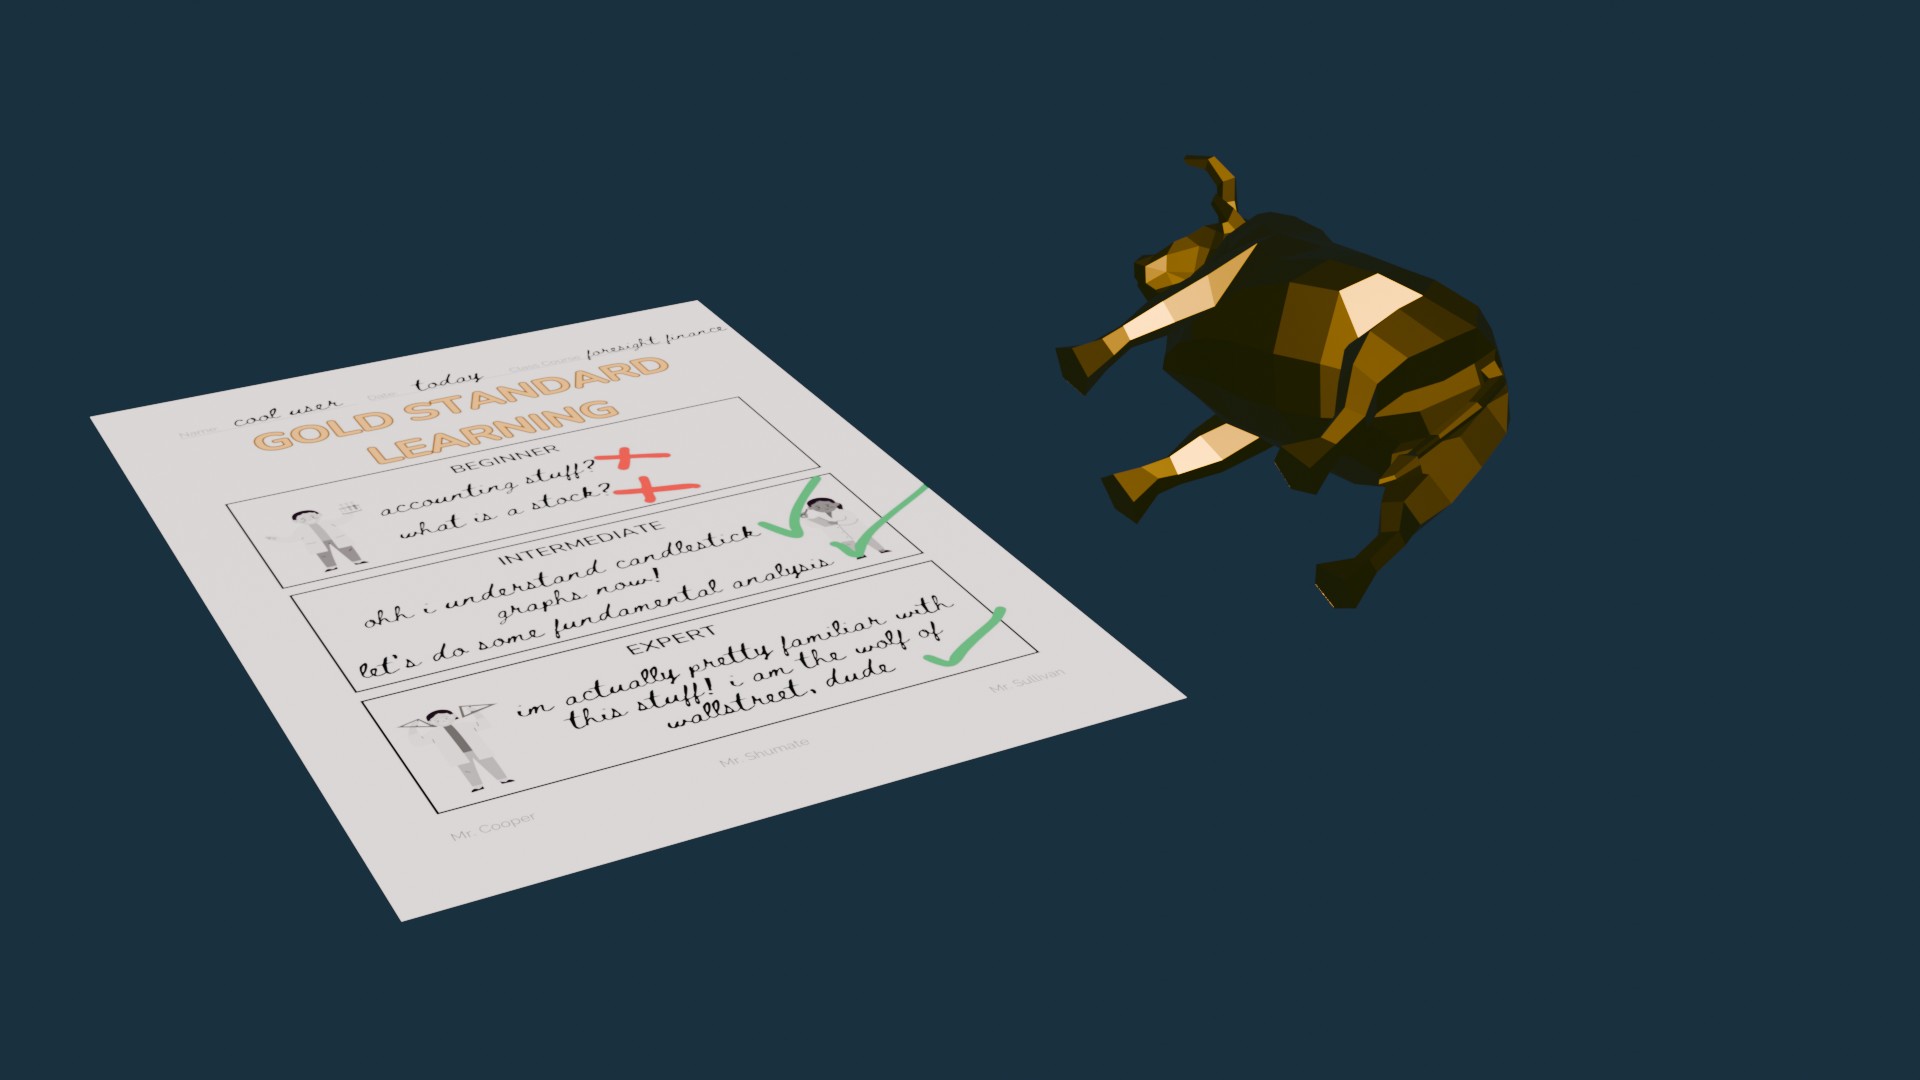 Name: cool user Date: today Class Course: foresight finance
GOLD STANDARD
LEARNING
BEGINNER
accounting stuff?
what is a stock?
INTERMEDIATE
ohh i understand candlestick
graphs now!
let's do some fundamental analysis
EXPERT
im actually pretty familiar with
this stuff! i am the wolf of
wallstreet, dude
Mr. Cooper
Mr. Shumate
Mr. Sullivan